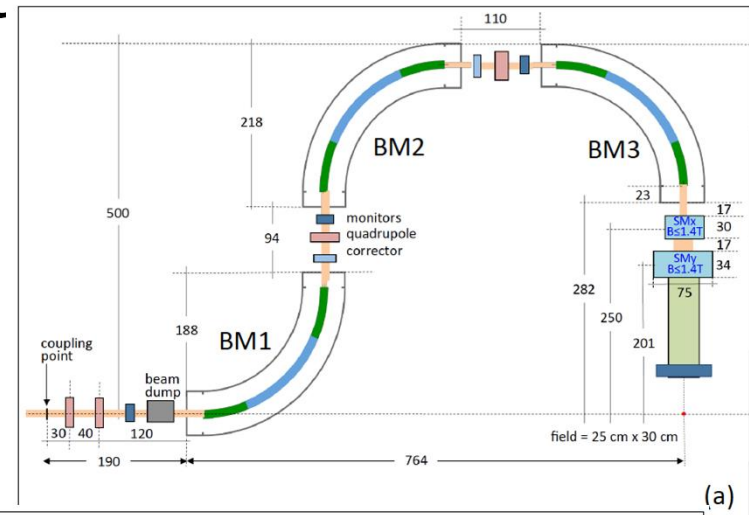 110
218
BM2
BM3
23
17
SMx
B≤1.4T
30
500
94
monitors
quadrupole
corrector
17
SMy
B≤1.4T
34
75
282
250
201
188
BM1
coupling
point
beam
dump
30
40
120
field = 25 cm x 30 cm
190
764
(a)